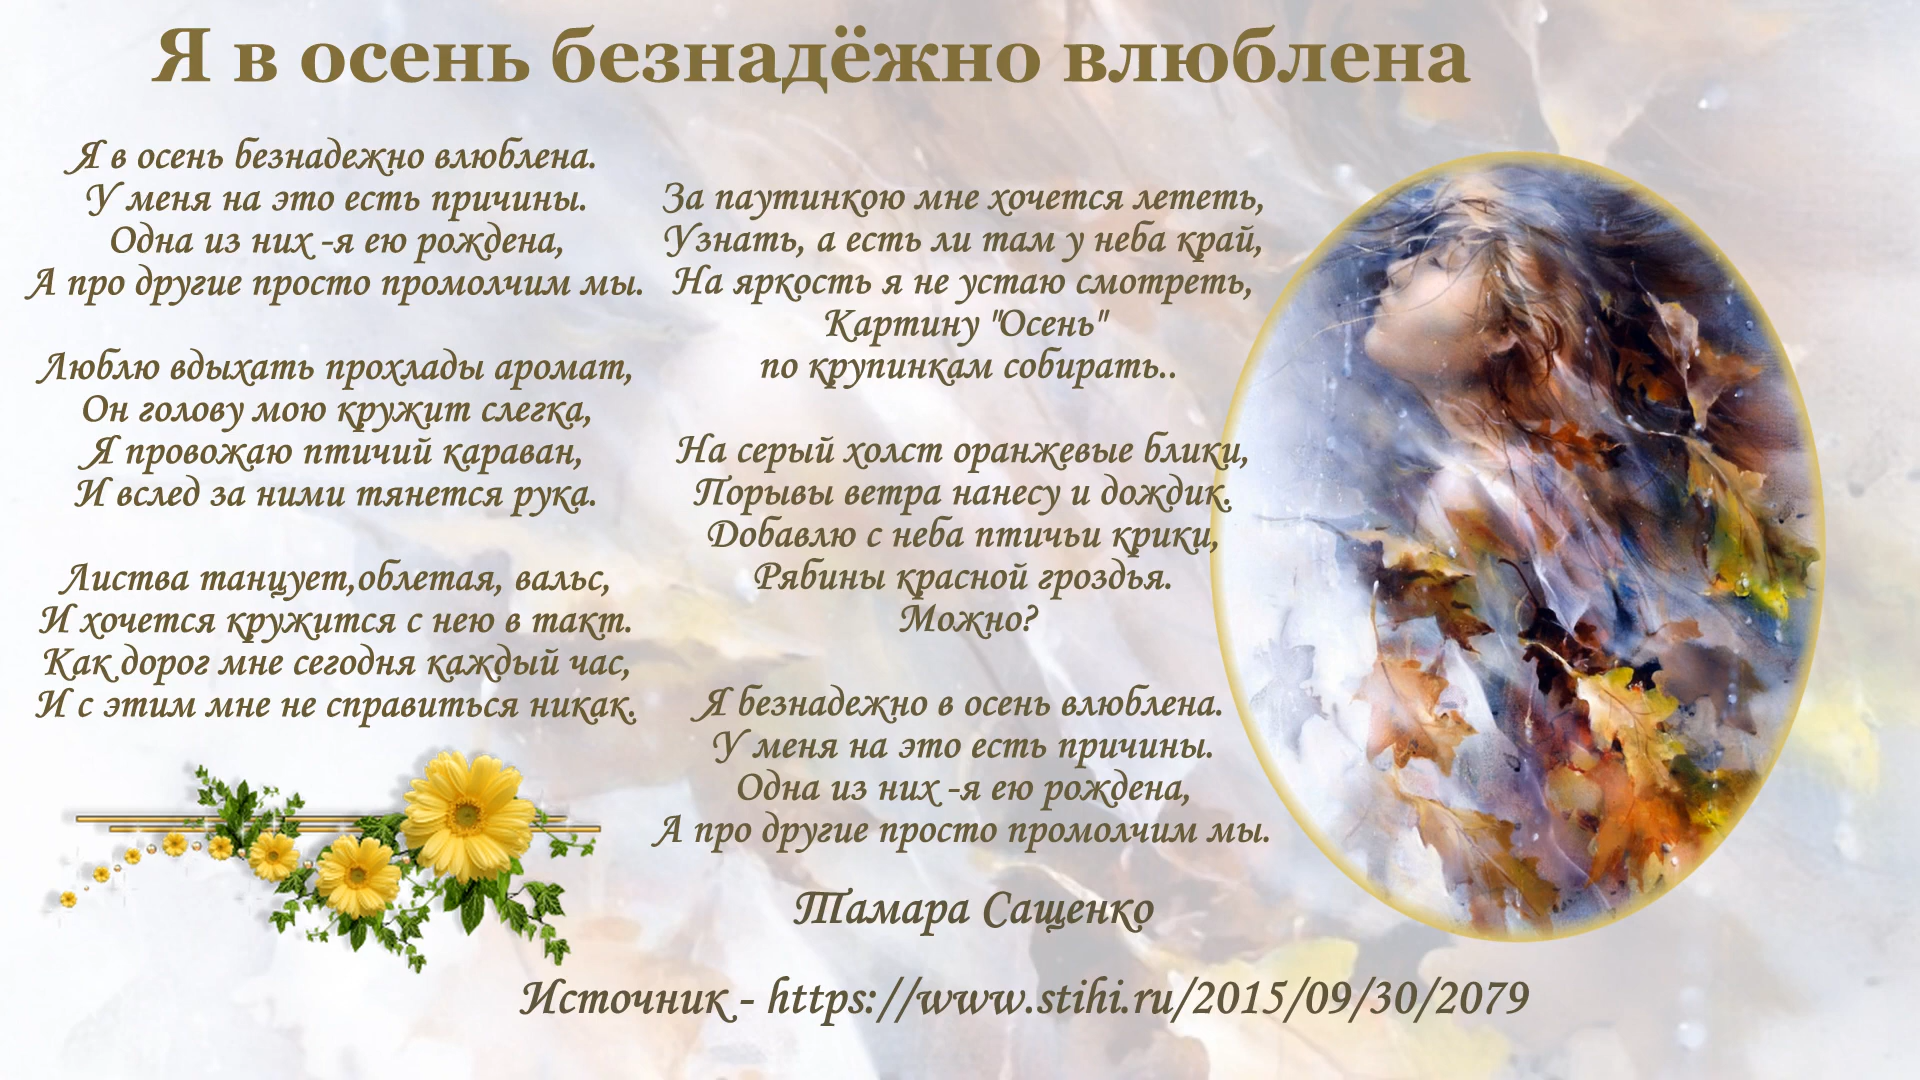 Я в осень безнадёжно влюблена
Я в осень безнадежно влюблена.
У меня на это есть причины.
Одна из них -я ею рождена,
А про другие просто промолчим мы.
Люблю вдыхать прохлады аромат,
Он голову мою кружит слегка,
Я провожаю птичий караван,
И вслед за ними тянется рука.
Листва танцует,облетая, вальс,
И хочется кружится с нею в такт.
Как дорог мне сегодня каждый час,
И с этим мне не справиться никак.
За паутинкою мне хочется лететь,
Узнать, а есть ли там у неба край,
На яркость я не устаю смотреть,
Картину "Осень"
по крупинкам собирать..
На серый холст оранжевые блики,
Порывы ветра нанесу и дождик.
Добавлю с неба птичьи крики,
Рябины красной гроздья.
Можно?
Я безнадежно в осень влюблена.
У меня на это есть причины.
Одна из них -я ею рождена,
А про другие просто промолчим мы.
Тамара Сащенко
Источник - https://www.stihi.ru/2015/09/30/2079